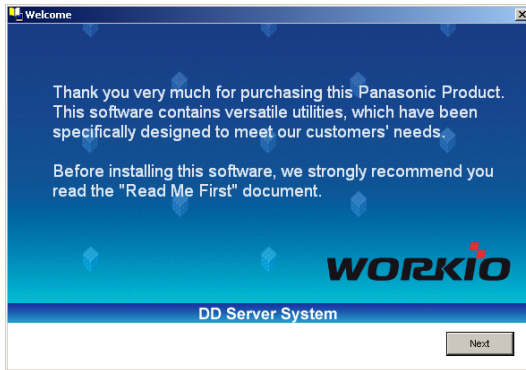 Welcome
Thank you very much for purchasing this Panasonic Product.
This software contains versatile utilities, which have been
specifically designed to meet our customers' needs.
Before installing this software, we strongly recommend you
read the "Read Me First" document.
WORKIO
DD Server System
Next